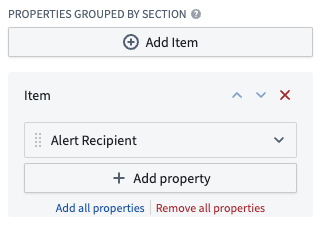 PROPERTIES GROUPED BY SECTION ?
Add Item
Item
Alert Recipient
Add property
Add all properties Remove all properties